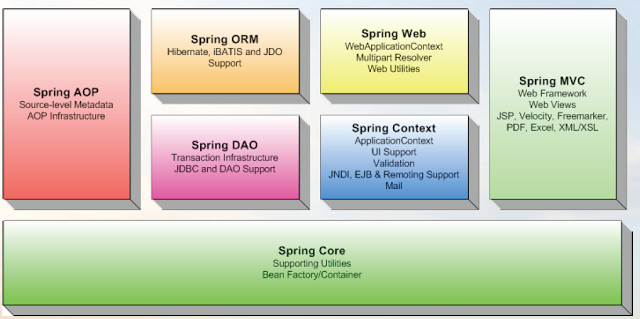 Spring AOP
Source-level Metadata
AOP Infrastructure
Spring ORM
Hibernate, iBATIS and JDO
Support
Spring DAO
Transaction Infrastructure
JDBC and DAO Support
Spring Web
WebApplicationContext
Multipart Resolver
Web Utilities
Spring Context
ApplicationContext
UI Support
Validation
JNDI, EJB & Remoting Support
Mail
Spring MVC
Web Framework
Web Views
JSP, Velocity, Freemarker,
PDF, Excel, XML/XSL
Spring Core
Supporting Utilities
Bean Factory/Container